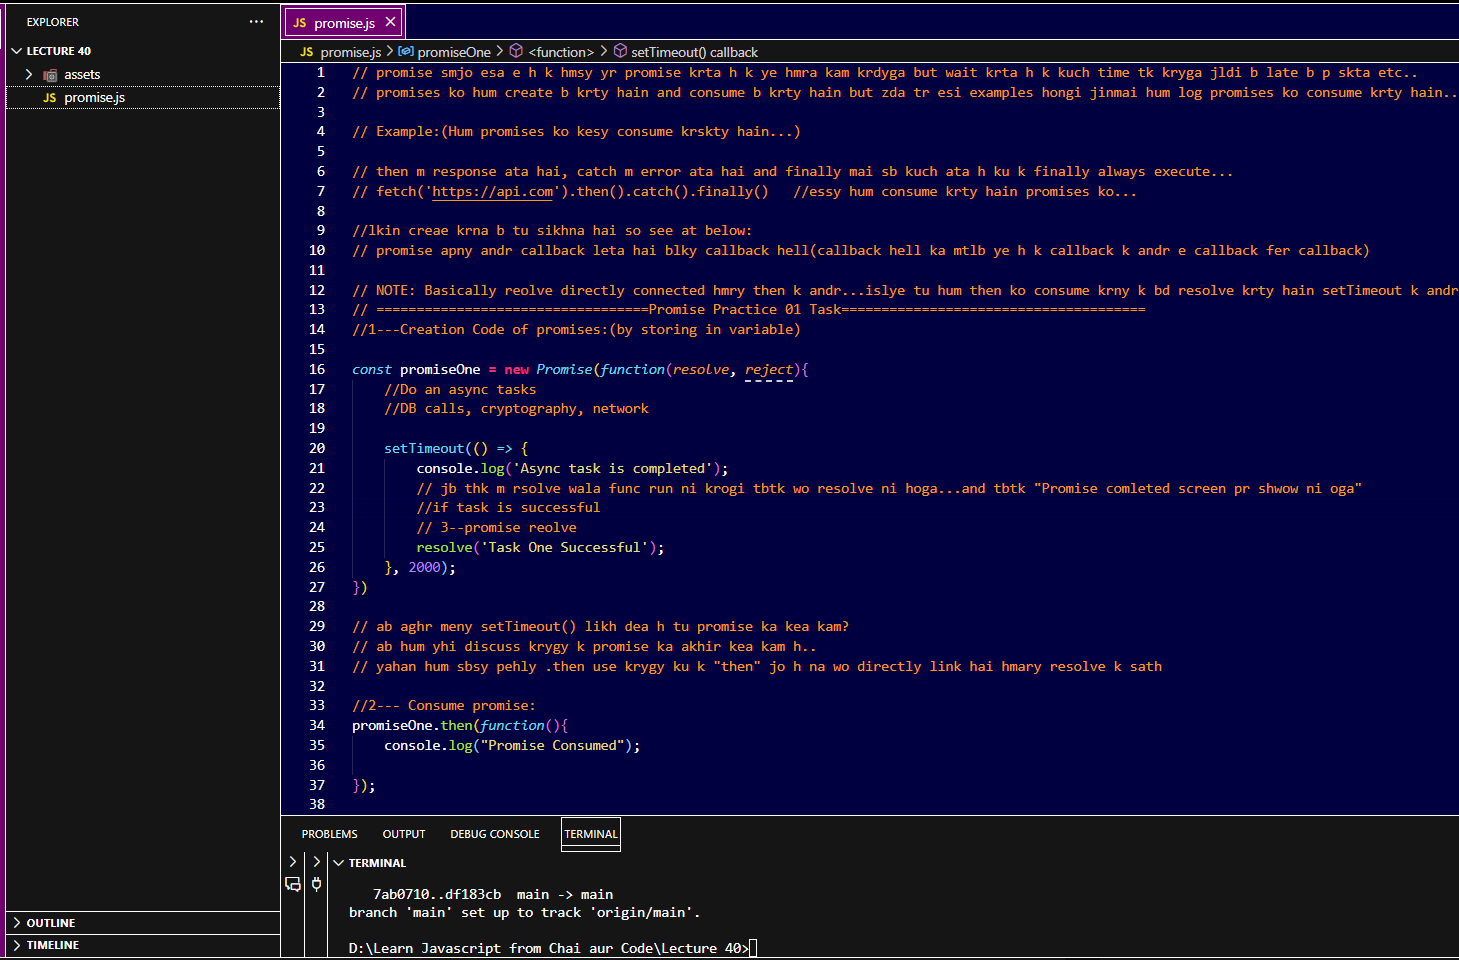 EXPLORER
LECTURE 40
assets
JS promise.js
OUTLINE
TIMELINE
JS promise.js
JS promise.js > promiseOne > <function> > setTimeout() callback
1 // promise smjo esa e h k hmsy yr promise krta h k ye hmra kam krdyga but wait krta h k kuch time tk kryga jldi b late b p skta etc..
2 // promises ko hum create b krty hain and consume b krty hain but zda tr esi examples hongi jinmai hum log promises ko consume krty hain..
3
4 // Example:(Hum promises ko kesy consume krskty hain...)
5
6 // then m response ata hai, catch m error ata hai and finally mai sb kuch ata h ku k finally always execute...
7 // fetch('https://api.com').then().catch().finally()   //essy hum consume krty hain promises ko...
8
9 //lkin creae krna b tu sikhna hai so see at below:
10 // promise apny andr callback leta hai blky callback hell(callback hell ka mtlb ye h k callback k andr e callback fer callback)
11
12 // NOTE: Basically reolve directly connected hmry then k andr...islye tu hum then ko consume krny k bd resolve krty hain setTimeout k andr
13 // ==================================Promise Practice 01 Task======================================
14 //1---Creation Code of promises:(by storing in variable)
15
16 const promiseOne = new Promise(function(resolve, reject){
17     //Do an async tasks
18     //DB calls, cryptography, network
19
20     setTimeout(() => {
21         console.log('Async task is completed');
22         // jb thk m rsolve wala func run ni krogi tbtk wo resolve ni hoga...and tbtk "Promise comleted screen pr shwow ni oga"
23         //if task is successful
24         // 3--promise reolve
25         resolve('Task One Successful');
26     }, 2000);
27 })
28
29 // ab aghr meny setTimeout() likh dea h tu promise ka kea kam?
30 // ab hum yhi discuss krygy k promise ka akhir kea kam h..
31 // yahan hum sbsy pehly .then use krygy ku k "then" jo h na wo directly link hai hmary resolve k sath
32
33 //2--- Consume promise:
34 promiseOne.then(function(){
35     console.log("Promise Consumed");
36
37 });
38
PROBLEMS OUTPUT DEBUG CONSOLE TERMINAL
TERMINAL
7ab0710..df183cb  main -> main
branch 'main' set up to track 'origin/main'.
D:\Learn Javascript from Chai aur Code\Lecture 40>